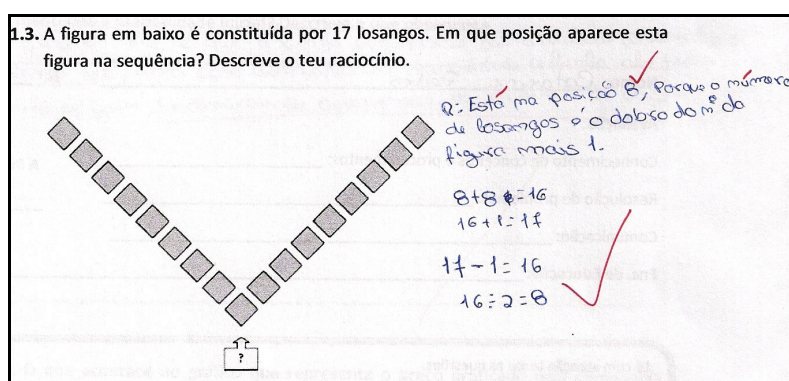 1.3. A figura em baixo é constituída por 17 losangos. Em que posição aparece esta
figura na sequência? Descreve o teu raciocínio.
R: Está na posição 8, Porque o número
de losangos é o dobro do nº da
figura mais 1.
8+8=16
16+1=17
17-1=16
16÷2=8
?